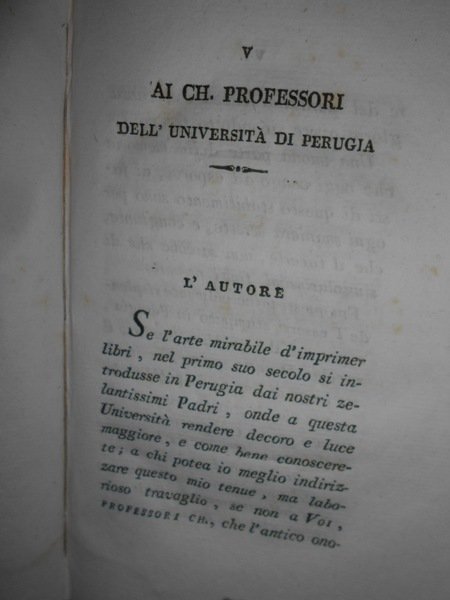 V
AI CH. PROFESSORI
DELL' UNIVERSITÀ DI PERUGIA
L' AUTORE
Se l'arte mirabile d'imprimer
libri, nel primo suo secolo si in-
trodusse in Perugia dai nostri ze-
lantissimi Padri, onde a questa
Università rendere decoro e luce
maggiore, e come bene conoscere-
te; a chi potea io meglio indiriz-
zare questo mio tenue, ma labo-
rioso travaglio, se non a VOI,
PROFESSORI CH., che l'antico ono-